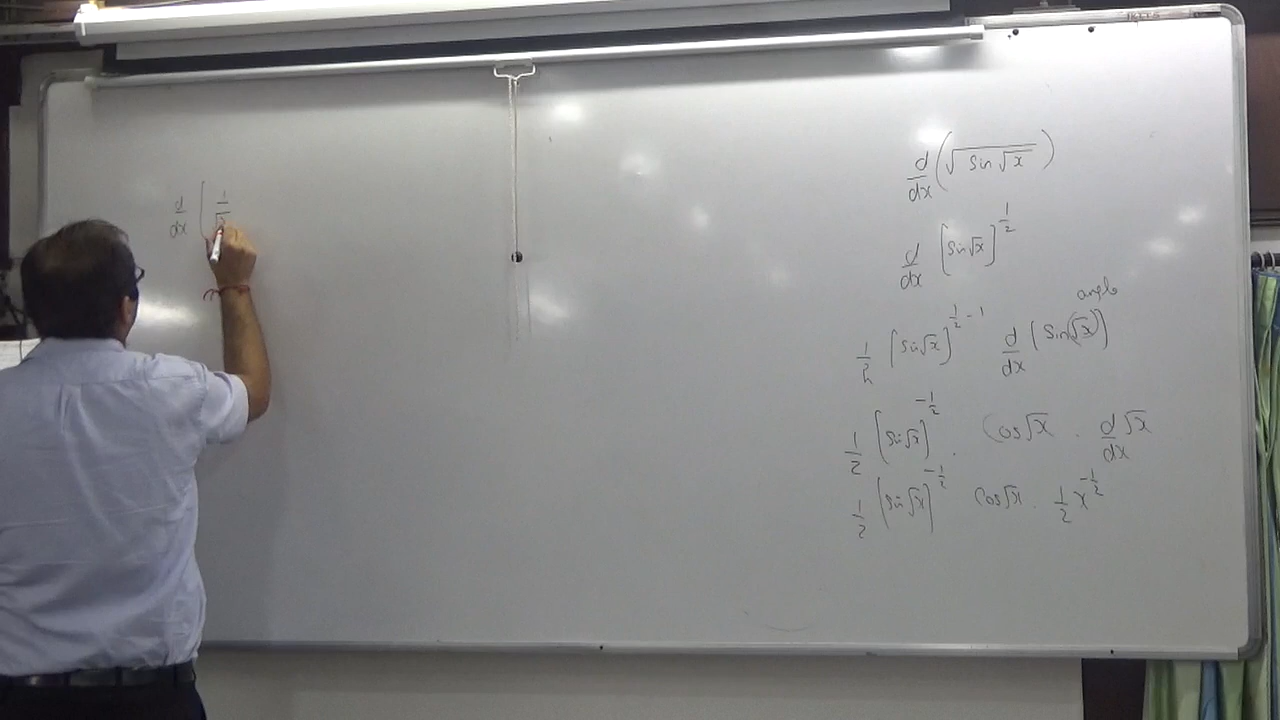 d/dx ( 1/√
d/dx (√sin√x)
d/dx [sin√x]^1/2
angle
1/2 [sin√x]^1/2-1 d/dx (sin(√x))
1/2 [sin√x]^-1/2 . cos√x . d/dx √x
1/2 [sin√x]^-1/2 cos√x . 1/2 x^-1/2